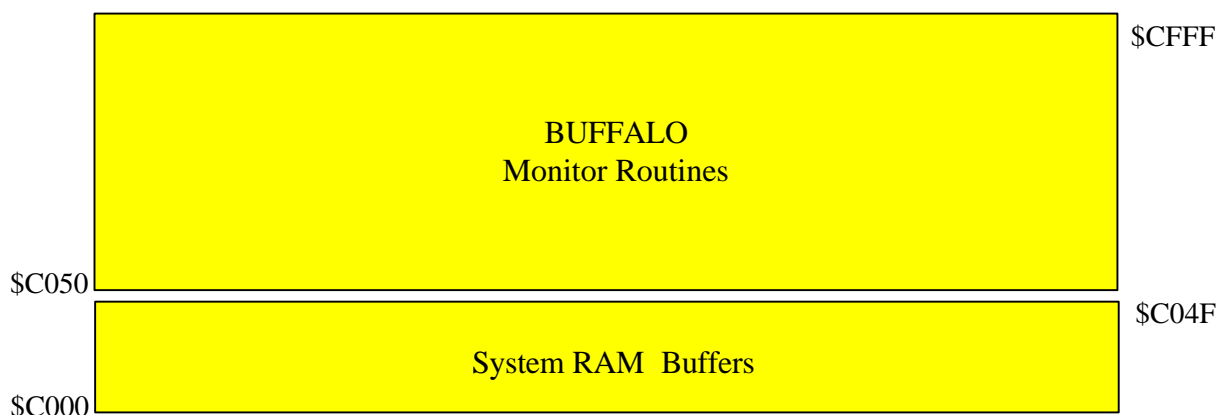 $CFFF
BUFFALO
Monitor Routines
$C050
$C04F
System RAM Buffers
$C000